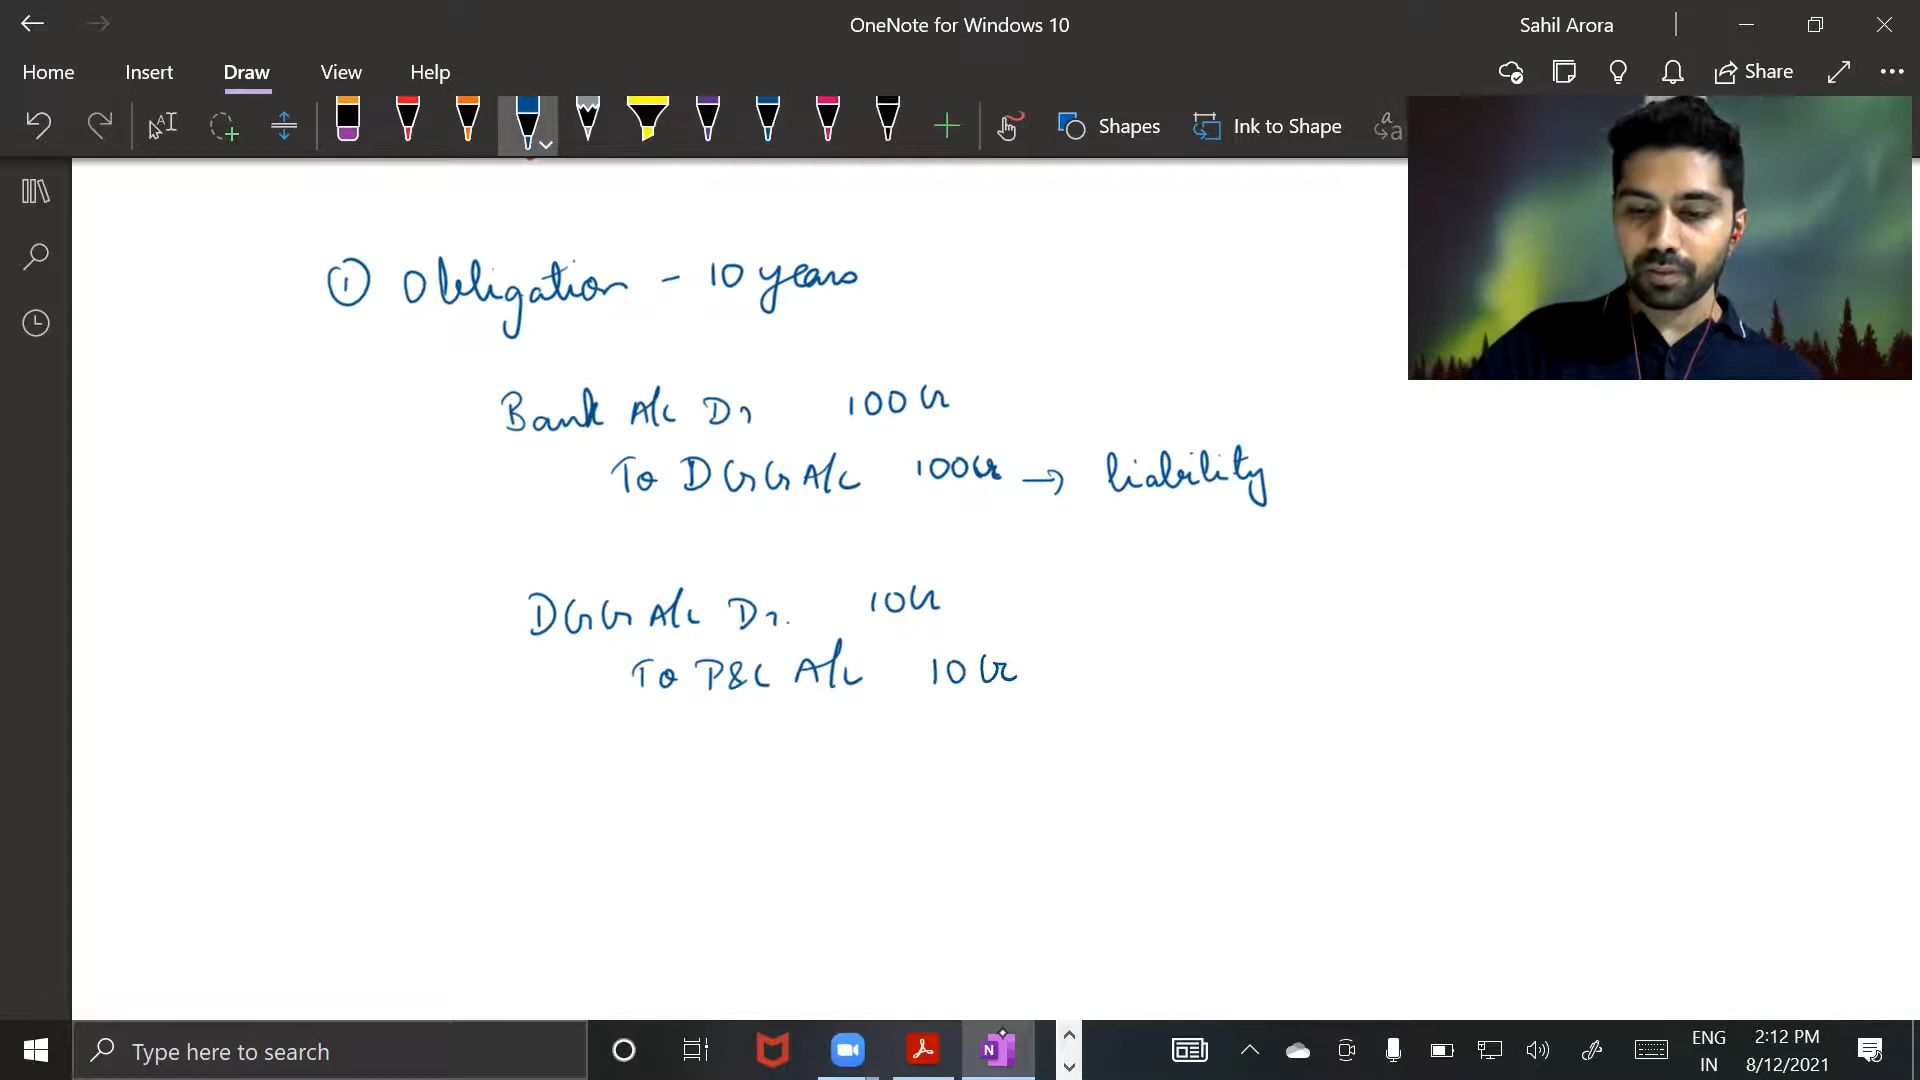 OneNote for Windows 10
Sahil Arora
Home Insert Draw View Help
Share
Shapes
Ink to Shape
① Obligation - 10 years
Bank A/c Dr 100 Cr
To DGG A/c 100 Cr → liability
DGG A/c Dr. 10 Cr
To P&L A/c 10 Cr
Type here to search
ENG
IN
2:12 PM
8/12/2021